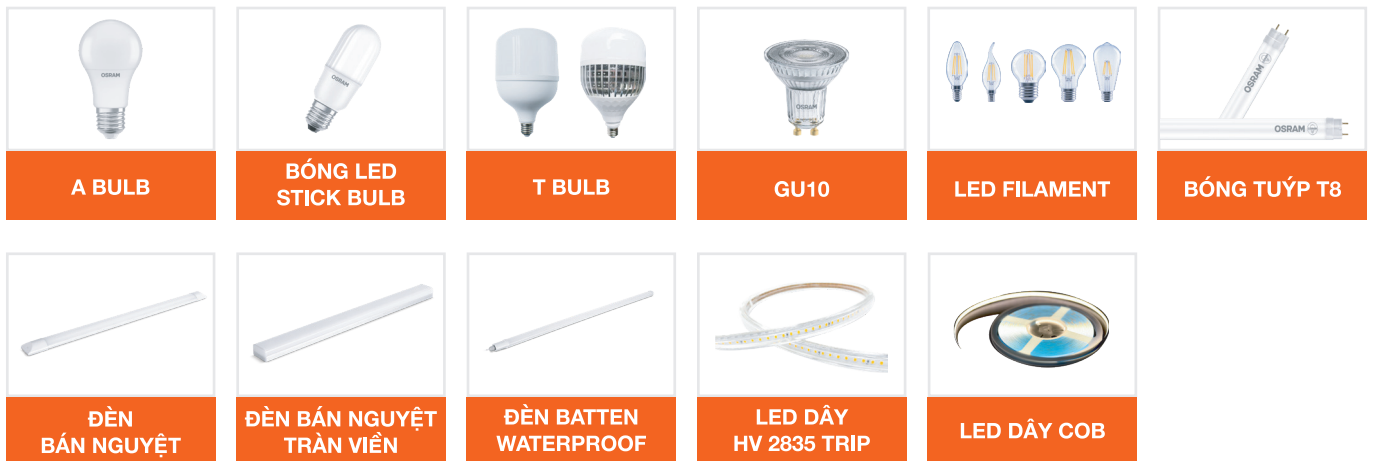 OSRAM
A BULB
OSRAM
BÓNG LED
STICK BULB
T BULB
OSRAM
GU10
LED FILAMENT
OSRAM
OSRAM
BÓNG TUÝP T8
ĐÈN
BÁN NGUYỆT
ĐÈN BÁN NGUYỆT
TRÀN VIỀN
ĐÈN BATTEN
WATERPROOF
LED DÂY
HV 2835 TRIP
LED DÂY COB